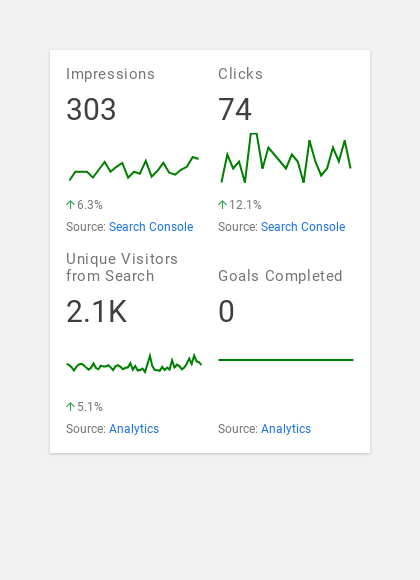 Impressions
303
6.3%
Source: Search Console
Clicks
74
12.1%
Source: Search Console
Unique Visitors
from Search
2.1K
5.1%
Source: Analytics
Goals Completed
0
Source: Analytics